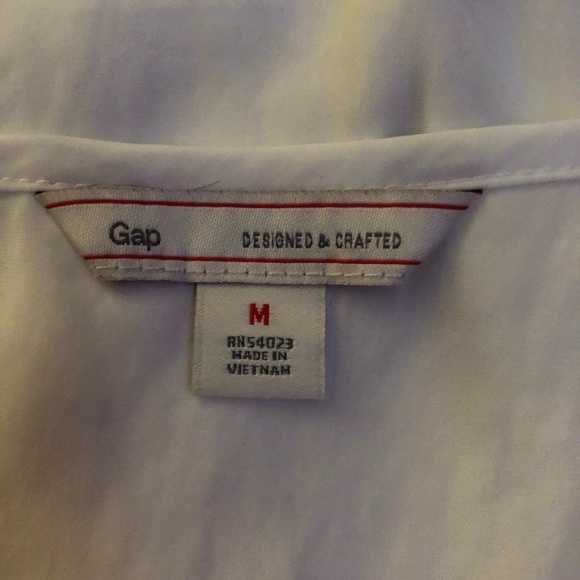 Gap DESIGNED & CRAFTED
M
RN54023
MADE IN
VIETNAM